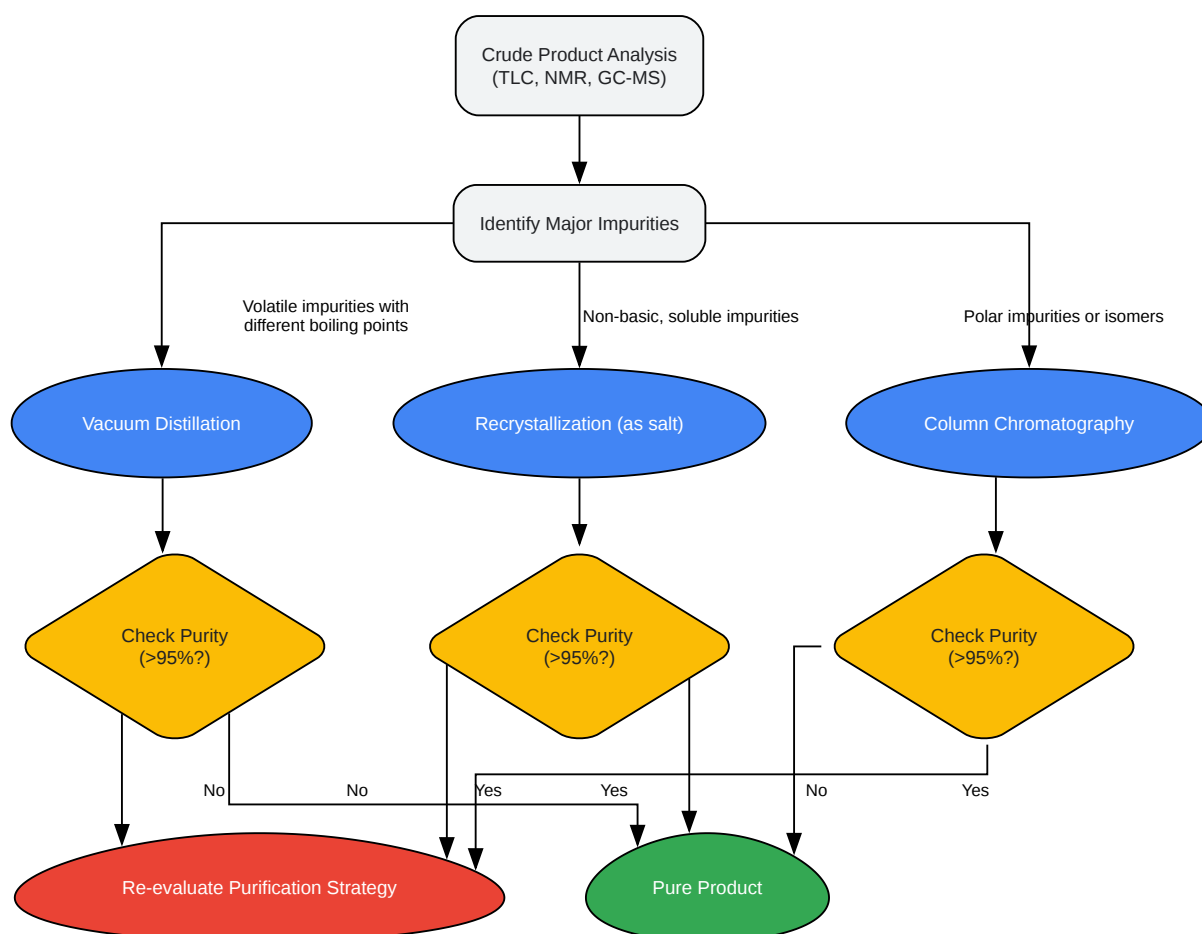 Crude Product Analysis
(TLC, NMR, GC-MS)
Identify Major Impurities
Volatile impurities with
different boiling points
Non-basic, soluble impurities
Polar impurities or isomers
Vacuum Distillation
Recrystallization (as salt)
Column Chromatography
Check Purity
(>95%?)
Check Purity
(>95%?)
Check Purity
(>95%?)
No
No
Yes
Yes
No
Yes
Re-evaluate Purification Strategy
Pure Product